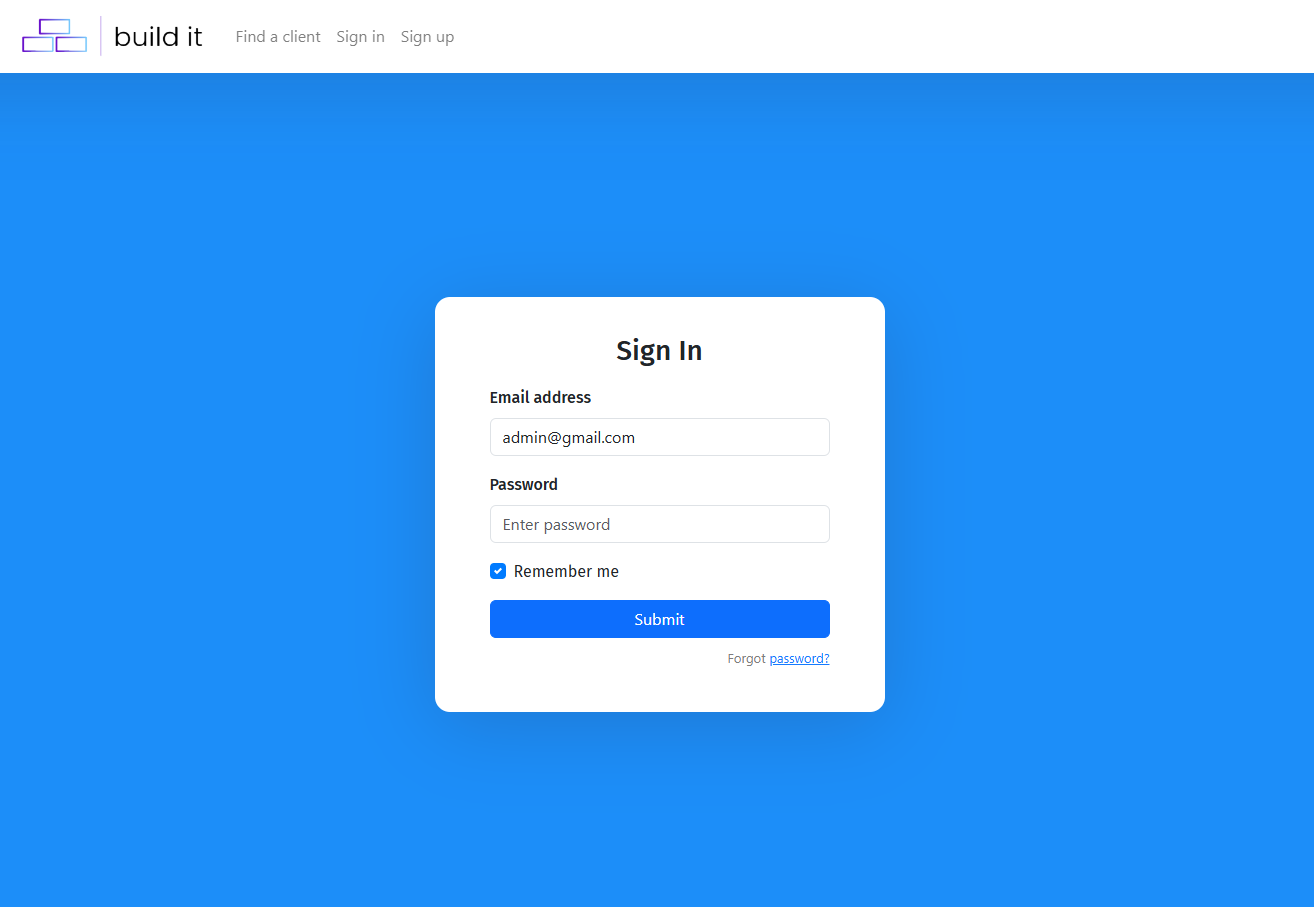 build it Find a client Sign in Sign up
Sign In
Email address
admin@gmail.com
Password
Enter password
Remember me
Submit
Forgot password?